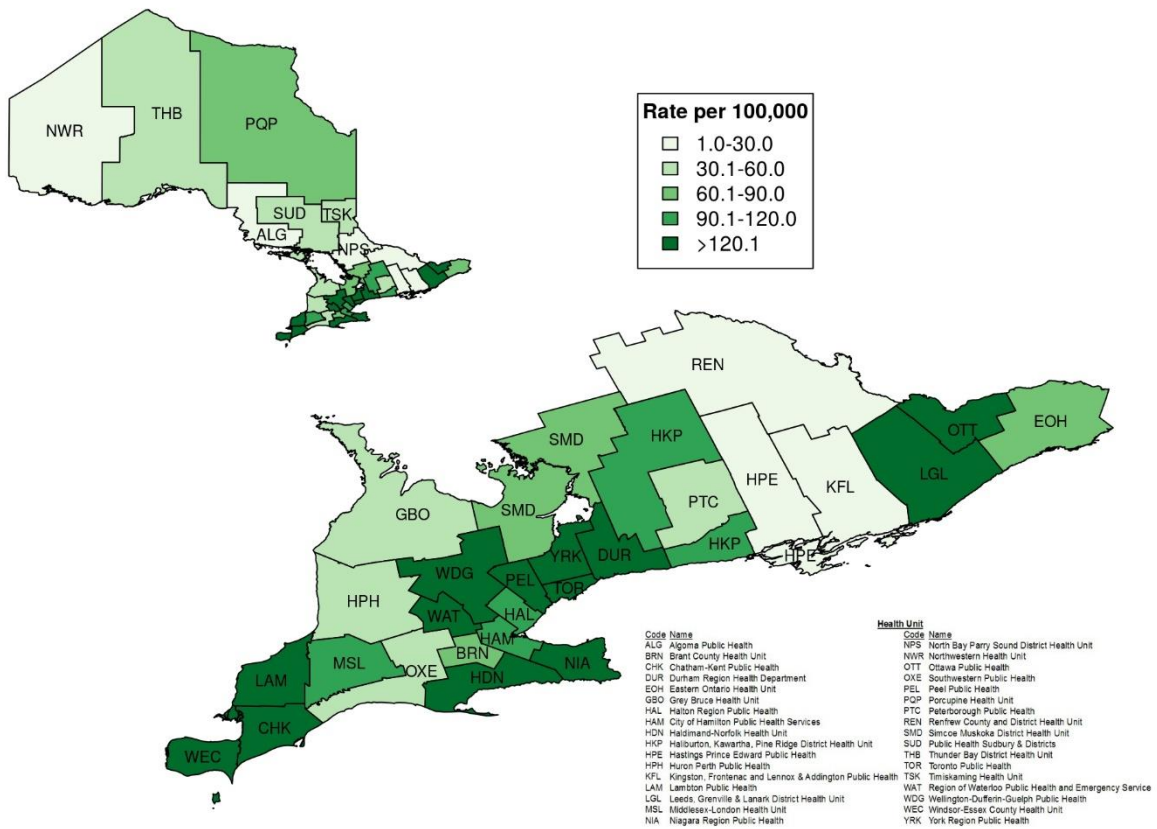 NWR
THB
PQP
SUD
TSK
ALG
NPS
Rate per 100,000
1.0-30.0
30.1-60.0
60.1-90.0
90.1-120.0
>120.1
REN
SMD
HKP
OTT
EOH
LGL
HPE
KFL
PTC
GBO
SMD
HKP
YRK
DUR
HPE
WDG
PEL
TOR
HPH
WAT
HAL
HAM
BRN
MSL
OXE
HDN
NIA
LAM
CHK
WEC
Health Unit
Code Name
ALG Algoma Public Health
BRN Brant County Health Unit
CHK Chatham-Kent Public Health
DUR Durham Region Health Department
EOH Eastern Ontario Health Unit
GBO Grey Bruce Health Unit
HAL Halton Region Public Health
HAM City of Hamilton Public Health Services
HDN Haldimand-Norfolk Health Unit
HKP Haliburton, Kawartha, Pine Ridge District Health Unit
HPE Hastings Prince Edward Public Health
HPH Huron Perth Public Health
KFL Kingston, Frontenac and Lennox & Addington Public Health
LAM Lambton Public Health
LGL Leeds, Grenville & Lanark District Health Unit
MSL Middlesex-London Health Unit
NIA Niagara Region Public Health
Code Name
NPS North Bay Parry Sound District Health Unit
NWR Northwestern Health Unit
OTT Ottawa Public Health
OXE Southwestern Public Health
PEL Peel Public Health
PQP Porcupine Health Unit
PTC Peterborough Public Health
REN Renfrew County and District Health Unit
SMD Simcoe Muskoka District Health Unit
SUD Public Health Sudbury & Districts
THB Thunder Bay District Health Unit
TOR Toronto Public Health
TSK Timiskaming Health Unit
WAT Region of Waterloo Public Health and Emergency Service
WDG Wellington-Dufferin-Guelph Public Health
WEC Windsor-Essex County Health Unit
YRK York Region Public Health